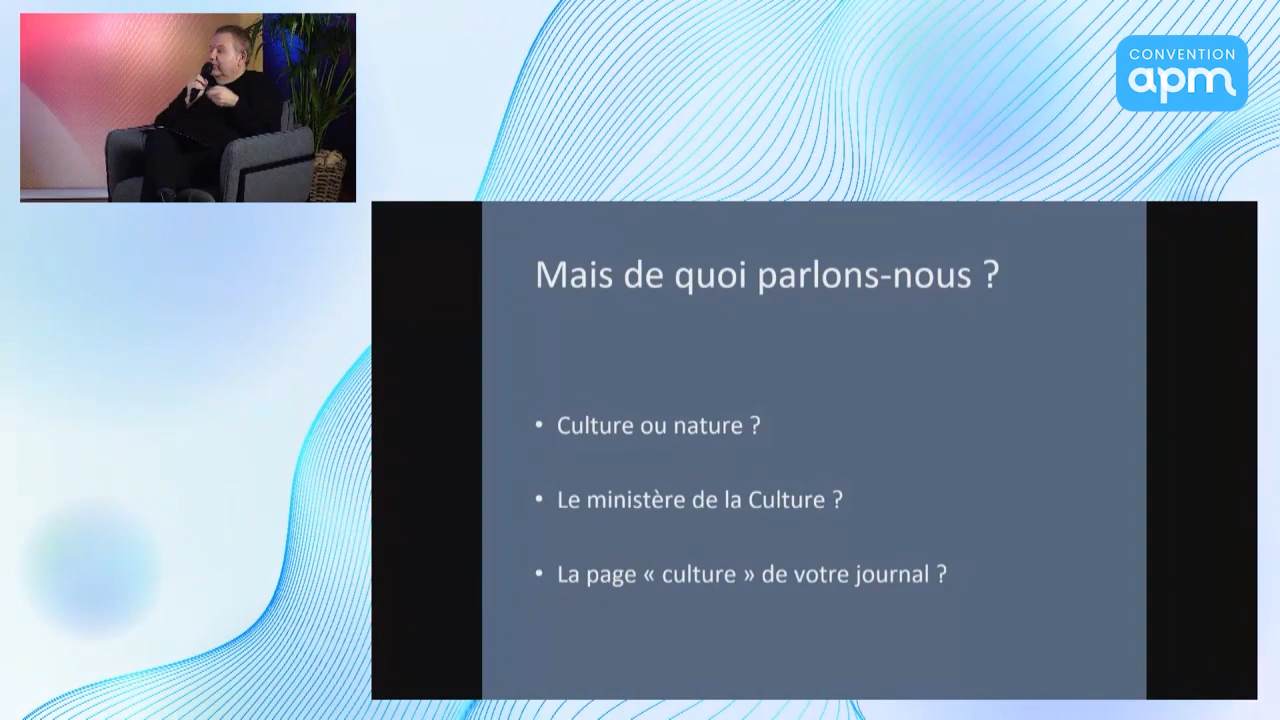 CONVENTION
apm
Mais de quoi parlons-nous ?
• Culture ou nature ?
• Le ministère de la Culture ?
• La page « culture » de votre journal ?